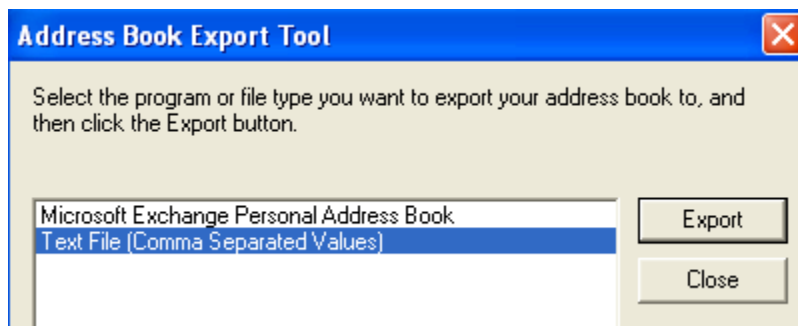 Address Book Export Tool
Select the program or file type you want to export your address book to, and
then click the Export button.
Microsoft Exchange Personal Address Book
Text File (Comma Separated Values)
Export
Close